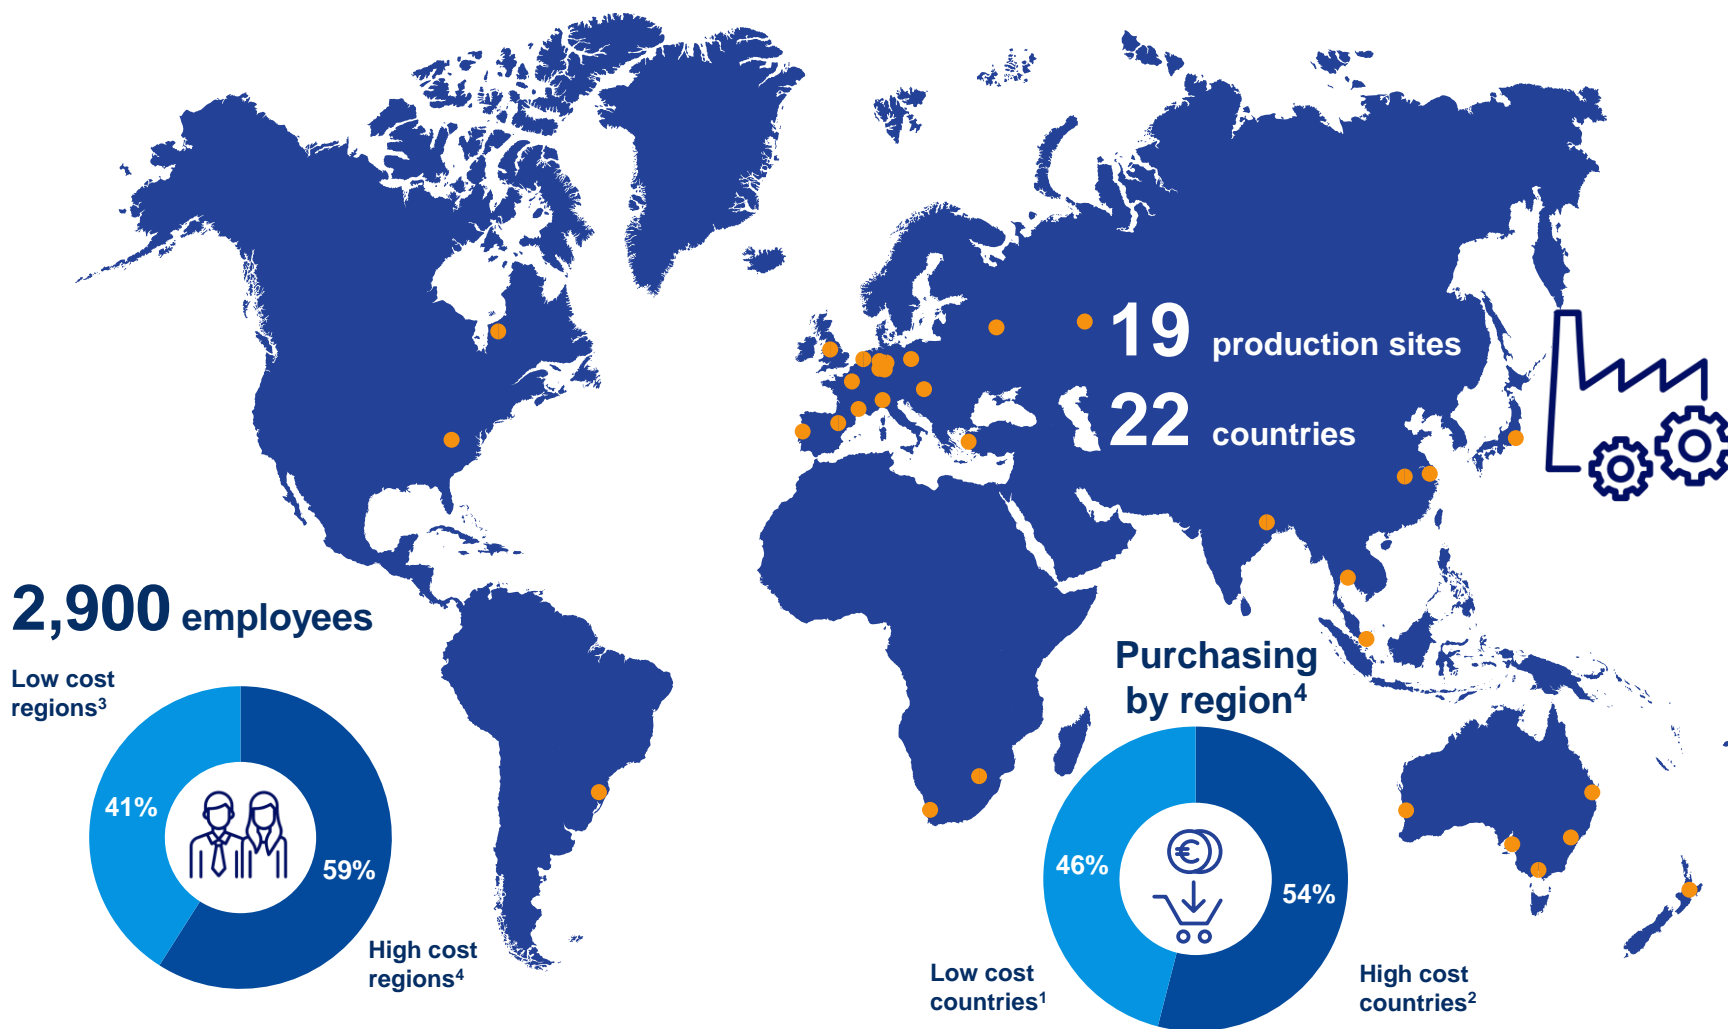 19 production sites
22 countries
2,900 employees
Low cost
regions³
41%
59%
High cost
regions⁴
Purchasing
by region⁴
€
46%
54%
Low cost
countries¹
High cost
countries²